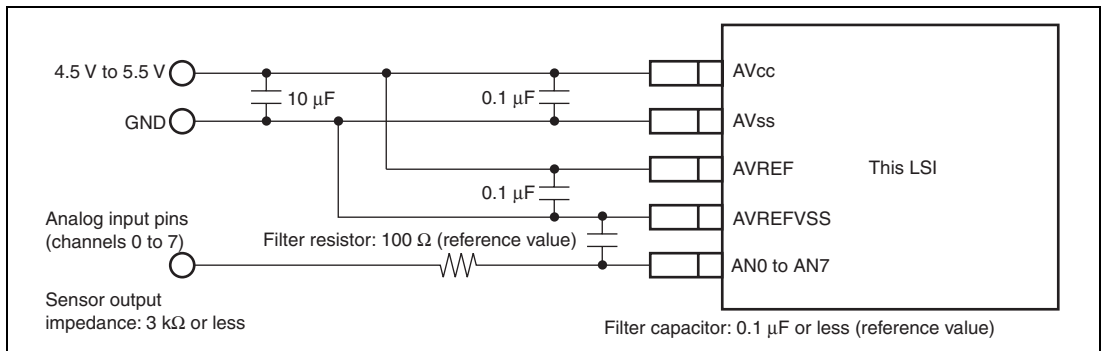 4.5 V to 5.5 V
AVcc
10 μF
0.1 μF
GND
AVss
AVREF
This LSI
0.1 μF
Analog input pins
(channels 0 to 7)
AVREFVSS
Filter resistor: 100 Ω (reference value)
AN0 to AN7
Sensor output
impedance: 3 kΩ or less
Filter capacitor: 0.1 μF or less (reference value)